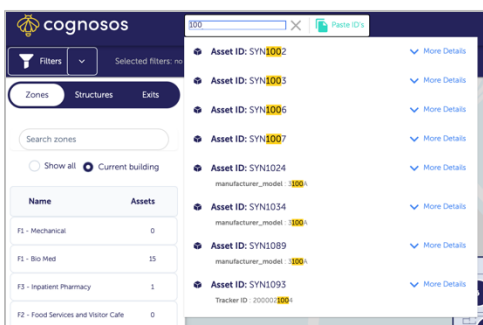 cognosos
100
Paste ID's
Filters
Selected filters: no
Asset ID: SYN1002
More Details
Asset ID: SYN1003
More Details
Asset ID: SYN1006
More Details
Asset ID: SYN1007
More Details
Asset ID: SYN1024
More Details
manufacturer_model : 3100A
Asset ID: SYN1034
More Details
manufacturer_model : 3100A
Asset ID: SYN1089
More Details
manufacturer_model : 3100A
Asset ID: SYN1093
More Details
Tracker ID : 2000021004
Zones
Structures
Exits
Search zones
Show all
Current building
Name
Assets
F1 - Mechanical
0
F1 - Bio Med
15
F3 - Inpatient Pharmacy
1
F2 - Food Services and Visitor Cafe
0